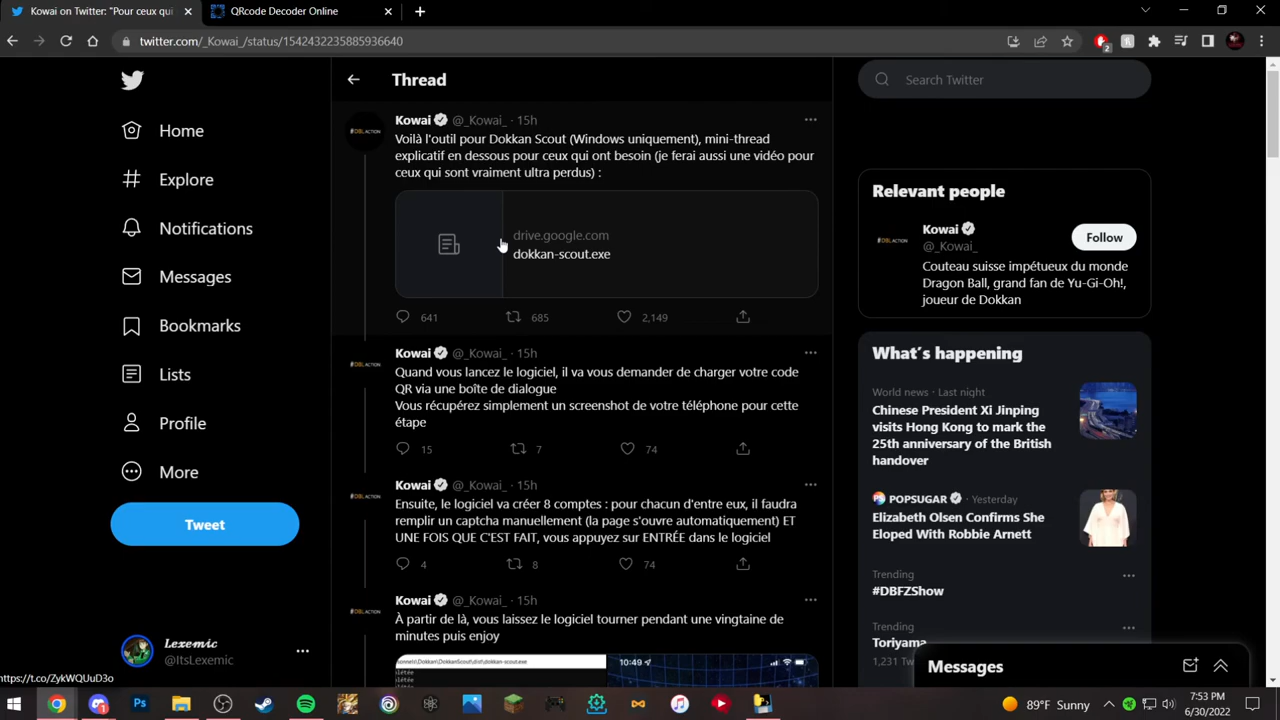 Kowai on Twitter: "Pour ceux qui
QRcode Decoder Online
twitter.com/_Kowai_/status/1542432235885936640
2
Home
Explore
Notifications
Messages
Bookmarks
Lists
Profile
More
Tweet
Lexemic
@ItsLexemic
https://t.co/ZykWQUuD3o
Thread
#DBLACTION
Kowai @_Kowai_ · 15h
Voilà l'outil pour Dokkan Scout (Windows uniquement), mini-thread
explicatif en dessous pour ceux qui ont besoin (je ferai aussi une vidéo pour
ceux qui sont vraiment ultra perdus) :
drive.google.com
dokkan-scout.exe
641 685 2,149
#DBLACTION
Kowai @_Kowai_ · 15h
Quand vous lancez le logiciel, il va vous demander de charger votre code
QR via une boîte de dialogue
Vous récupérez simplement un screenshot de votre téléphone pour cette
étape
15 7 74
#DBLACTION
Kowai @_Kowai_ · 15h
Ensuite, le logiciel va créer 8 comptes : pour chacun d'entre eux, il faudra
remplir un captcha manuellement (la page s'ouvre automatiquement) ET
UNE FOIS QUE C'EST FAIT, vous appuyez sur ENTRÉE dans le logiciel
4 8 74
#DBLACTION
Kowai @_Kowai_ · 15h
À partir de là, vous laissez le logiciel tourner pendant une vingtaine de
minutes puis enjoy
10:49
Search Twitter
Relevant people
#DBLACTION
Kowai
@_Kowai_
Follow
Couteau suisse impétueux du monde
Dragon Ball, grand fan de Yu-Gi-Oh!,
joueur de Dokkan
What's happening
World news · Last night
Chinese President Xi Jinping
visits Hong Kong to mark the
25th anniversary of the British
handover
POPSUGAR · Yesterday
Elizabeth Olsen Confirms She
Eloped With Robbie Arnett
Trending
#DBFZShow
Trending
Toriyama
1,231 Tw
Messages
89°F Sunny
7:53 PM
6/30/2022